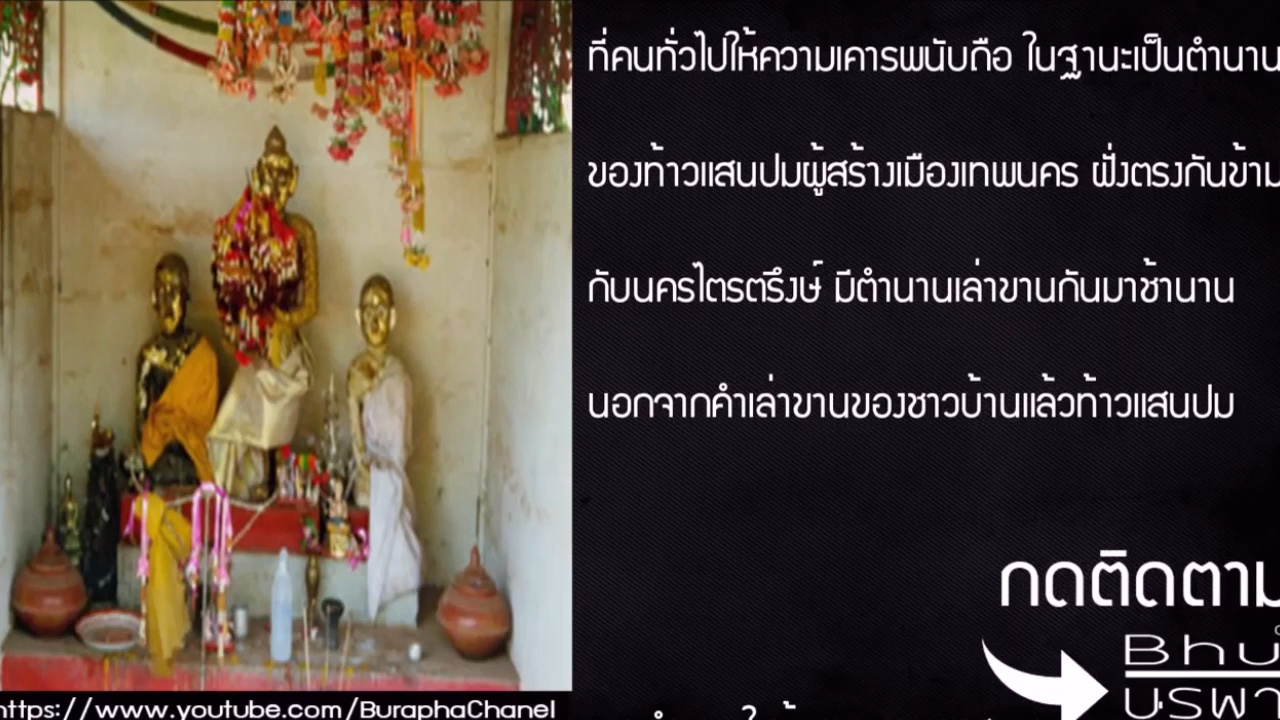 ที่คนทั่วไปให้ความเคารพนับถือ ในฐานะเป็นตำนาน
ของท้าวแสนปมผู้สร้างเมืองเทพนคร ฝั่งตรงกันข้าม
กับนครไตรตรึงษ์ มีตำนานเล่าขานกันมาช้านาน
นอกจากคำเล่าขานของชาวบ้านแล้วท้าวแสนปม
กดติดตาม
Bhu
บูรพา
https://www.youtube.com/BuraphaChanel